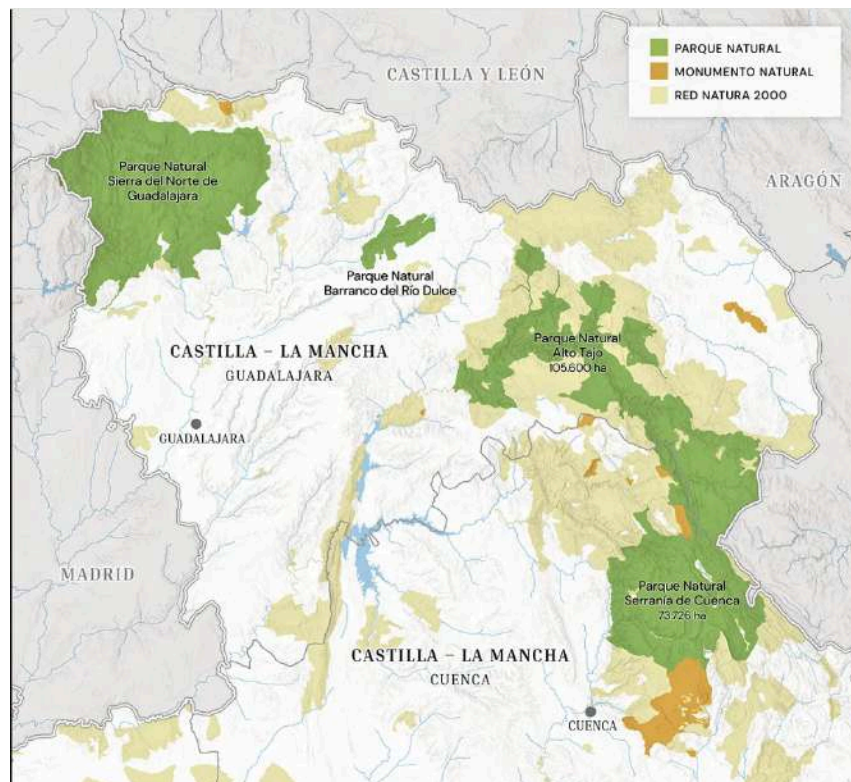 CASTILLA Y LEÓN
PARQUE NATURAL
MONUMENTO NATURAL
RED NATURA 2000
Parque Natural
Sierra del Norte de
Guadalajara
ARAGÓN
Parque Natural
Barranco del Río Dulce
Parque Natural
Alto Tajo
105.600 ha
CASTILLA – LA MANCHA
GUADALAJARA
GUADALAJARA
MADRID
Parque Natural
Serranía de Cuenca
73.726 ha
CASTILLA – LA MANCHA
CUENCA
CUENCA